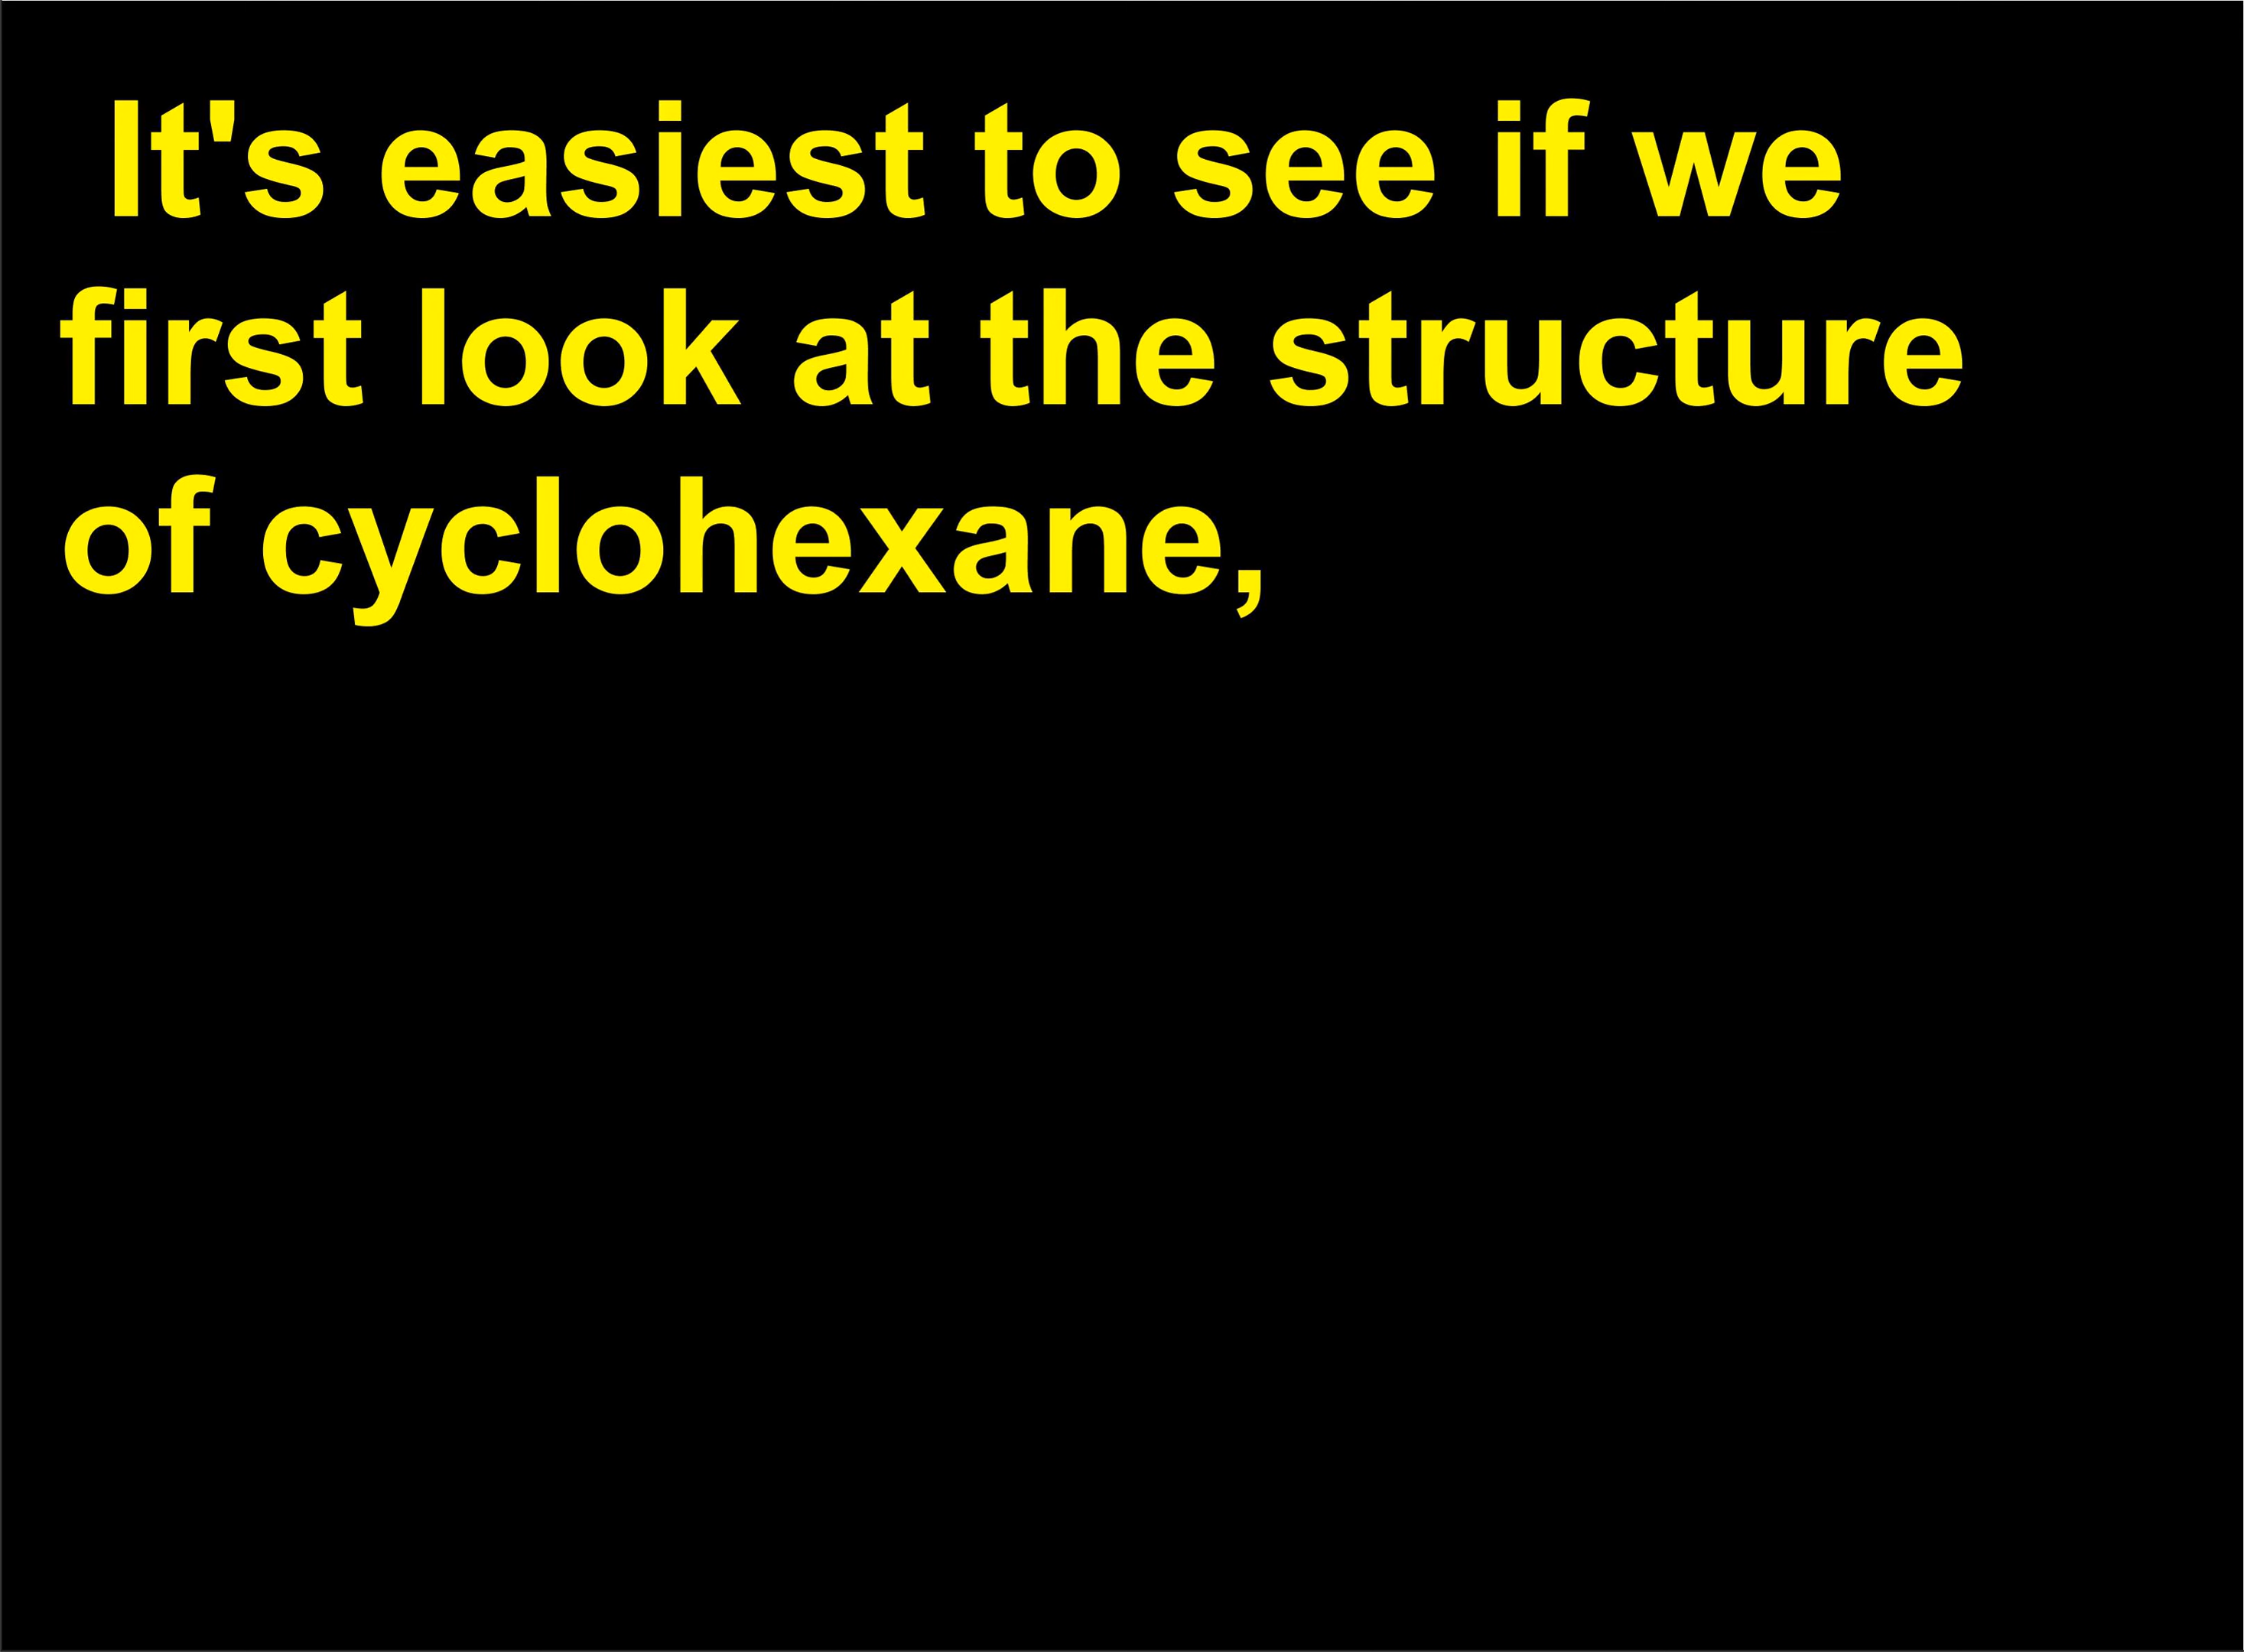 It's easiest to see if we
first look at the structure
of cyclohexane,